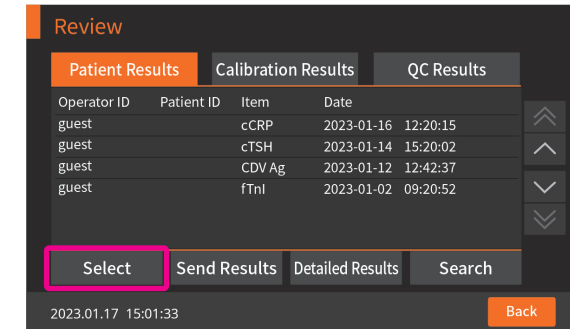 Review
Patient Results Calibration Results QC Results
Operator ID Patient ID Item Date
guest cCRP 2023-01-16 12:20:15
guest cTSH 2023-01-14 15:20:02
guest CDV Ag 2023-01-12 12:42:37
guest fTnI 2023-01-02 09:20:52
Select Send Results Detailed Results Search
2023.01.17 15:01:33 Back